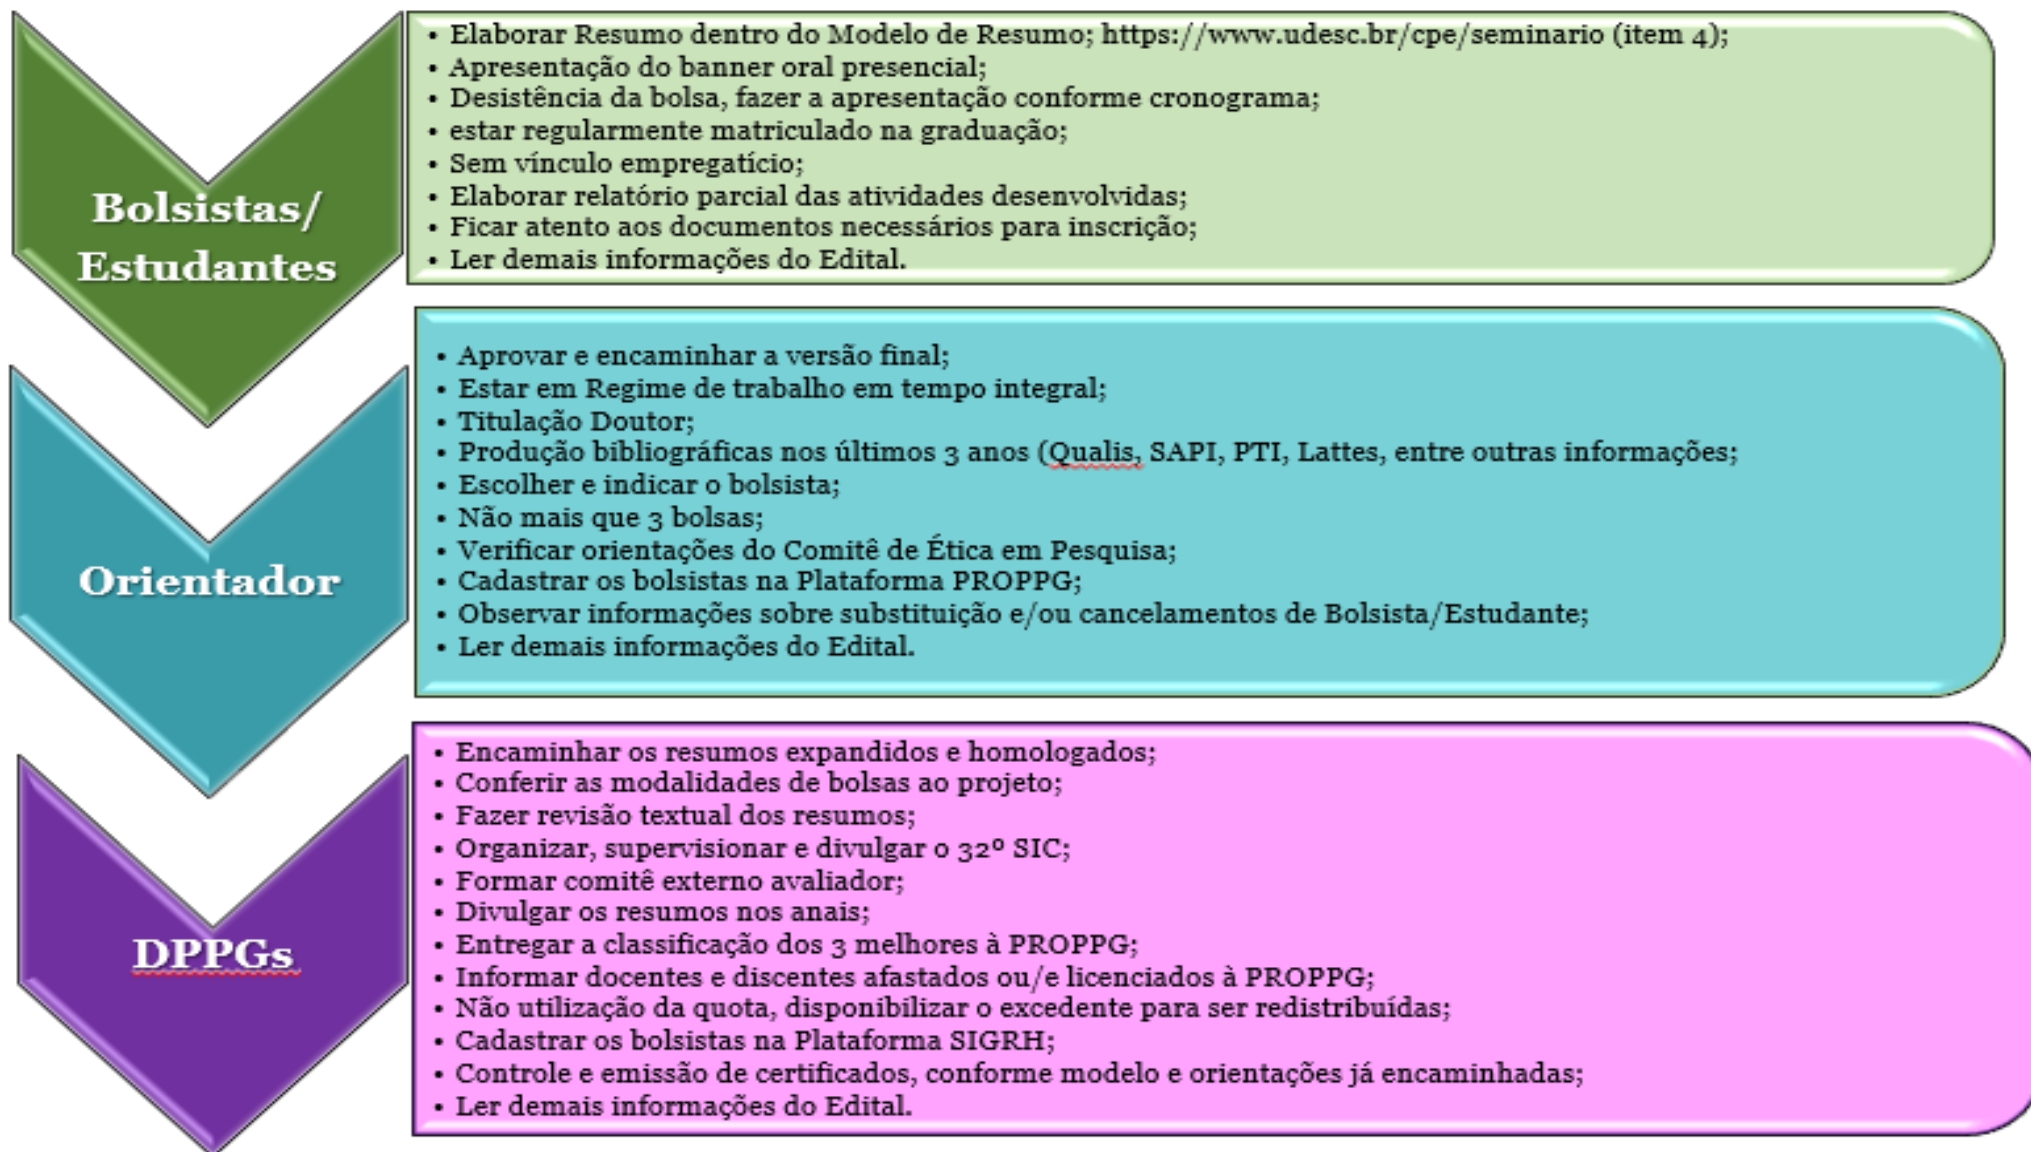 Bolsistas/
Estudantes
• Elaborar Resumo dentro do Modelo de Resumo; https://www.udesc.br/cpe/seminario (item 4);
• Apresentação do banner oral presencial;
• Desistência da bolsa, fazer a apresentação conforme cronograma;
• estar regularmente matriculado na graduação;
• Sem vínculo empregatício;
• Elaborar relatório parcial das atividades desenvolvidas;
• Ficar atento aos documentos necessários para inscrição;
• Ler demais informações do Edital.
Orientador
• Aprovar e encaminhar a versão final;
• Estar em Regime de trabalho em tempo integral;
• Titulação Doutor;
• Produção bibliográficas nos últimos 3 anos (Qualis, SAPI, PTI, Lattes, entre outras informações;
• Escolher e indicar o bolsista;
• Não mais que 3 bolsas;
• Verificar orientações do Comitê de Ética em Pesquisa;
• Cadastrar os bolsistas na Plataforma PROPPG;
• Observar informações sobre substituição e/ou cancelamentos de Bolsista/Estudante;
• Ler demais informações do Edital.
DPPGs
• Encaminhar os resumos expandidos e homologados;
• Conferir as modalidades de bolsas ao projeto;
• Fazer revisão textual dos resumos;
• Organizar, supervisionar e divulgar o 32º SIC;
• Formar comitê externo avaliador;
• Divulgar os resumos nos anais;
• Entregar a classificação dos 3 melhores à PROPPG;
• Informar docentes e discentes afastados ou/e licenciados à PROPPG;
• Não utilização da quota, disponibilizar o excedente para ser redistribuídas;
• Cadastrar os bolsistas na Plataforma SIGRH;
• Controle e emissão de certificados, conforme modelo e orientações já encaminhadas;
• Ler demais informações do Edital.